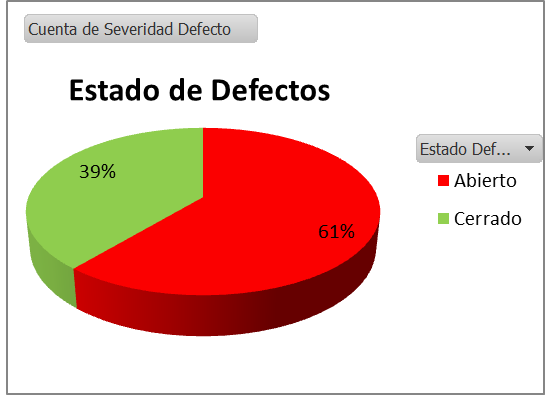 Cuenta de Severidad Defecto
Estado de Defectos
Estado Def...
39%
Abierto
Cerrado
61%